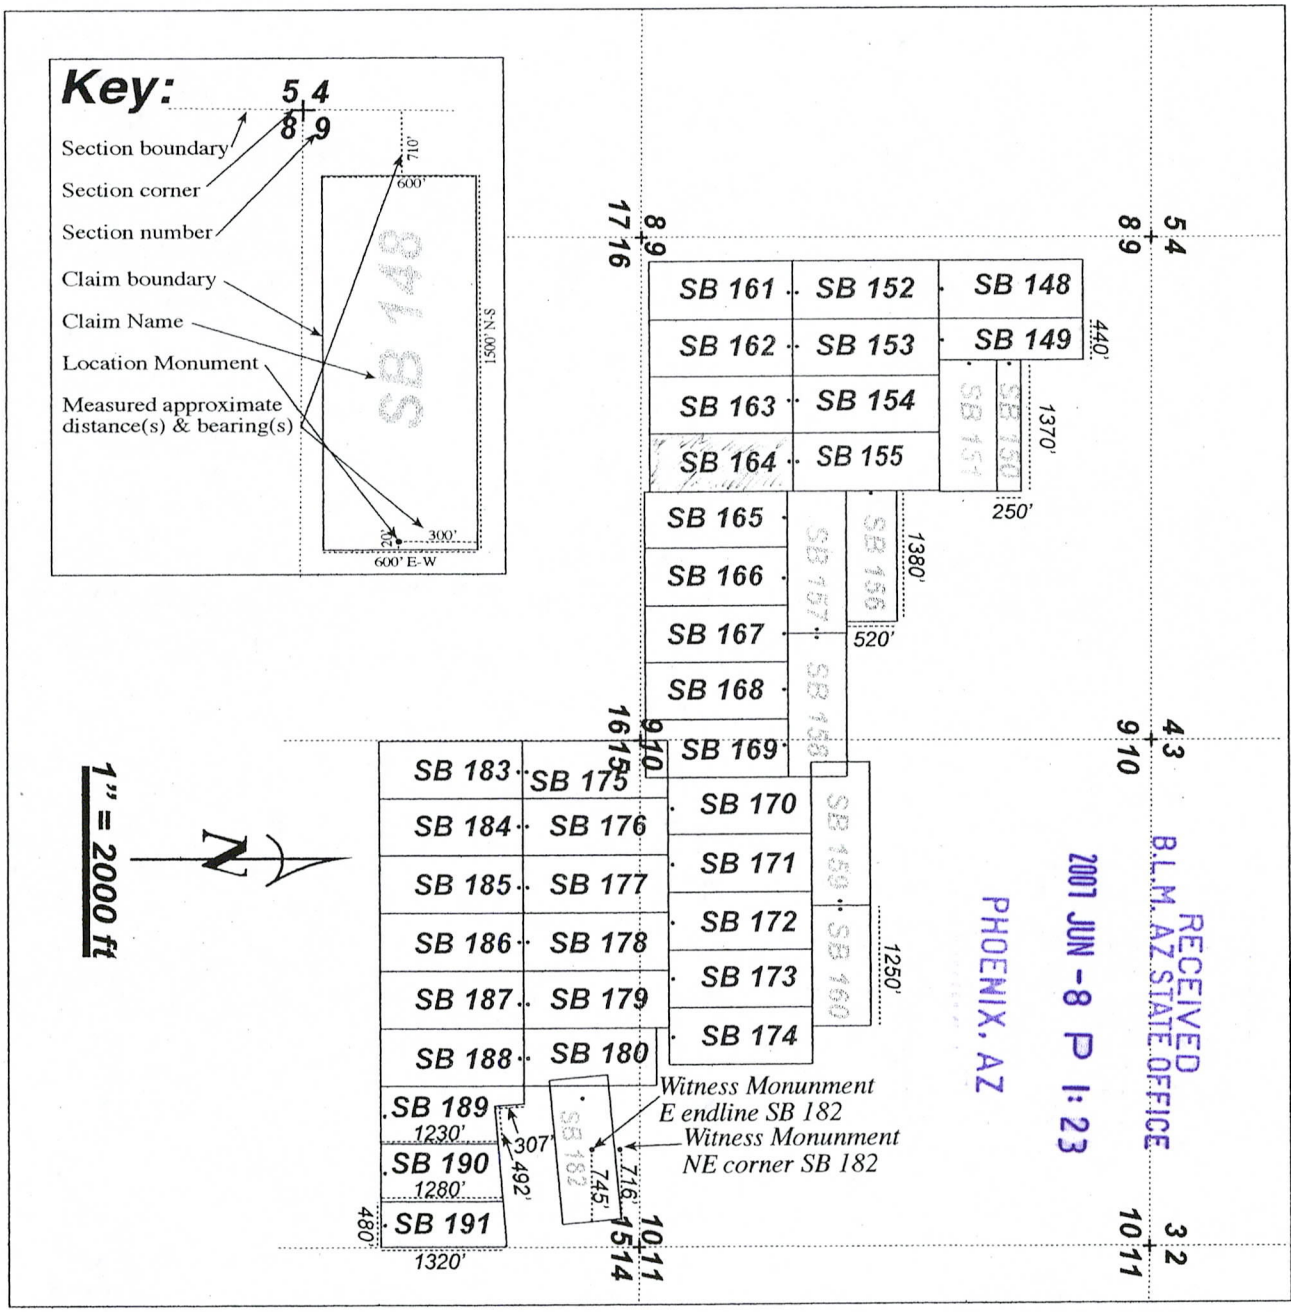 Key:
5 4
8 9
Section boundary
Section corner
Section number
Claim boundary
Claim Name
Location Monument
Measured approximate
distance(s) & bearing(s)
710'
600'
SB 148
1500' N-S
20'
300'
600' E-W
17 8
16 9
8 5
9 4
SB 161
SB 152
SB 148
SB 162
SB 153
SB 149
440'
SB 163
SB 154
SB 151
SB 150
1370'
SB 164
SB 155
250'
SB 165
SB 157
SB 156
1380'
SB 166
SB 167
520'
SB 168
SB 158
SB 169
16 9
15 10
9 4
10 3
SB 183
SB 175
SB 170
SB 159
SB 184
SB 176
SB 171
SB 185
SB 177
SB 172
SB 160
1250'
SB 186
SB 178
SB 173
SB 187
SB 179
SB 174
SB 188
SB 180
1" = 2000 ft
N
SB 189
1230'
307'
492'
SB 190
1280'
SB 191
480'
1320'
SB 182
745'
716'
Witness Monunment
E endline SB 182
Witness Monunment
NE corner SB 182
15 10
14 11
10 3
11 2
RECEIVED
B.L.M. AZ STATE OFFICE
2007 JUN -8 P 1: 23
PHOENIX, AZ